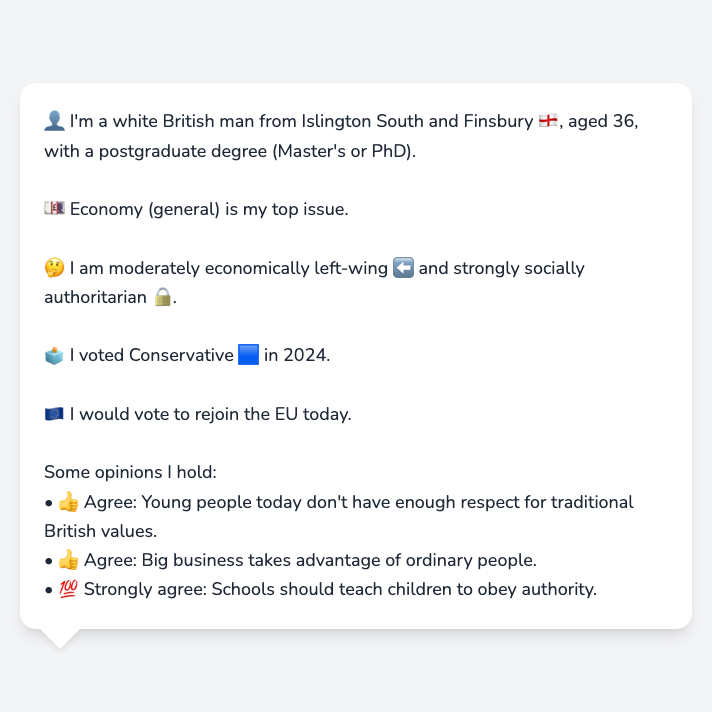 👤 I'm a white British man from Islington South and Finsbury 🏴󠁧󠁢󠁥󠁮󠁧󠁿, aged 36,
with a postgraduate degree (Master's or PhD).
💷 Economy (general) is my top issue.
🤔 I am moderately economically left-wing ⬅️ and strongly socially
authoritarian 🔒.
🗳️ I voted Conservative 🟦 in 2024.
🇪🇺 I would vote to rejoin the EU today.
Some opinions I hold:
• 👍 Agree: Young people today don't have enough respect for traditional
British values.
• 👍 Agree: Big business takes advantage of ordinary people.
• 💯 Strongly agree: Schools should teach children to obey authority.